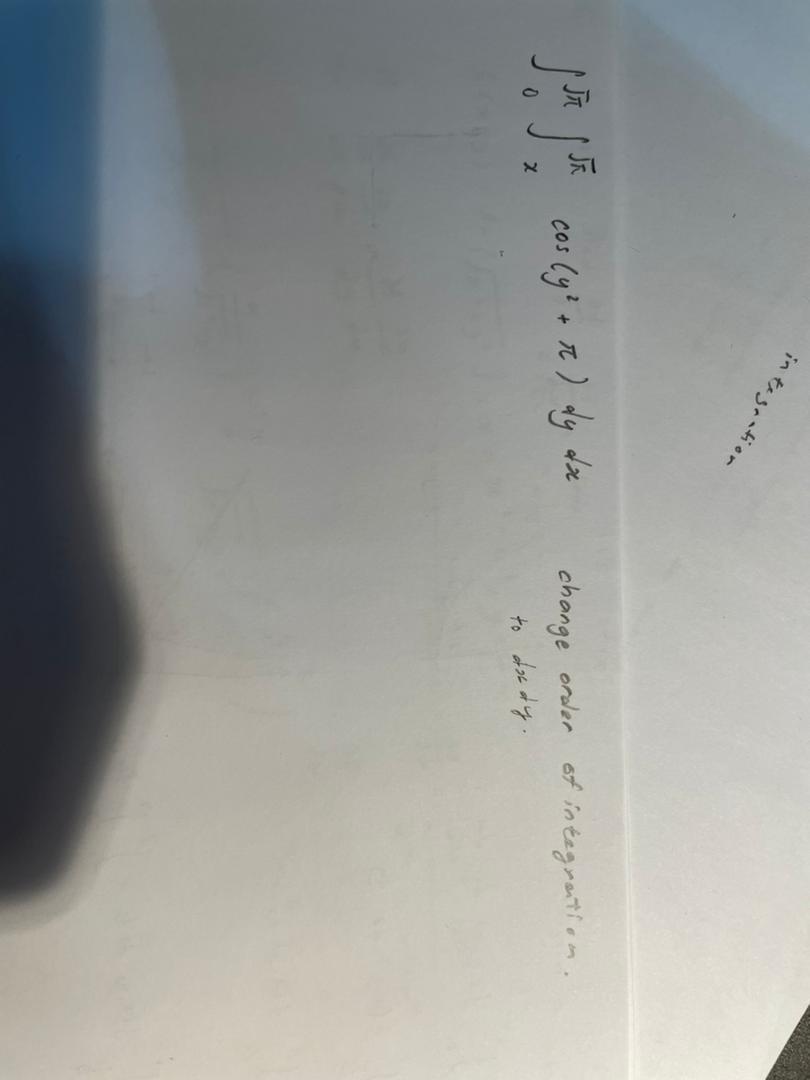 integration
∫₀^√π ∫ₓ^√π cos(y² + π) dy dx change order of integration.
to dx dy.